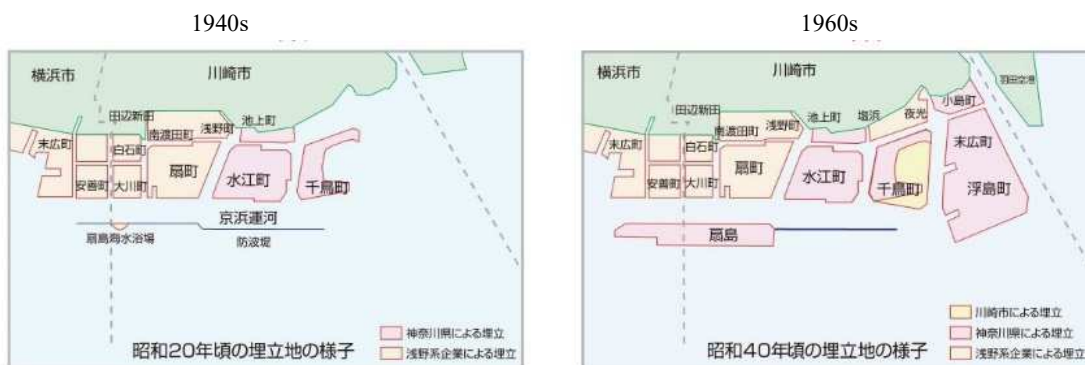 1940s
横浜市
川崎市
田辺新田
池上町
浅野町
南渡田町
末広町
白石町
扇町
水江町
千鳥町
安善町
大川町
京浜運河
扇島海水浴場
防波堤
神奈川県による埋立
昭和20年頃の埋立地の様子
浅野系企業による埋立
1960s
横浜市
川崎市
羽田空港
小島町
田辺新田
池上町
塩浜
夜光
浅野町
南渡田町
末広町
末広町
白石町
扇町
水江町
千鳥町
浮島町
安善町
大川町
扇島
川崎市による埋立
神奈川県による埋立
昭和40年頃の埋立地の様子
浅野系企業による埋立